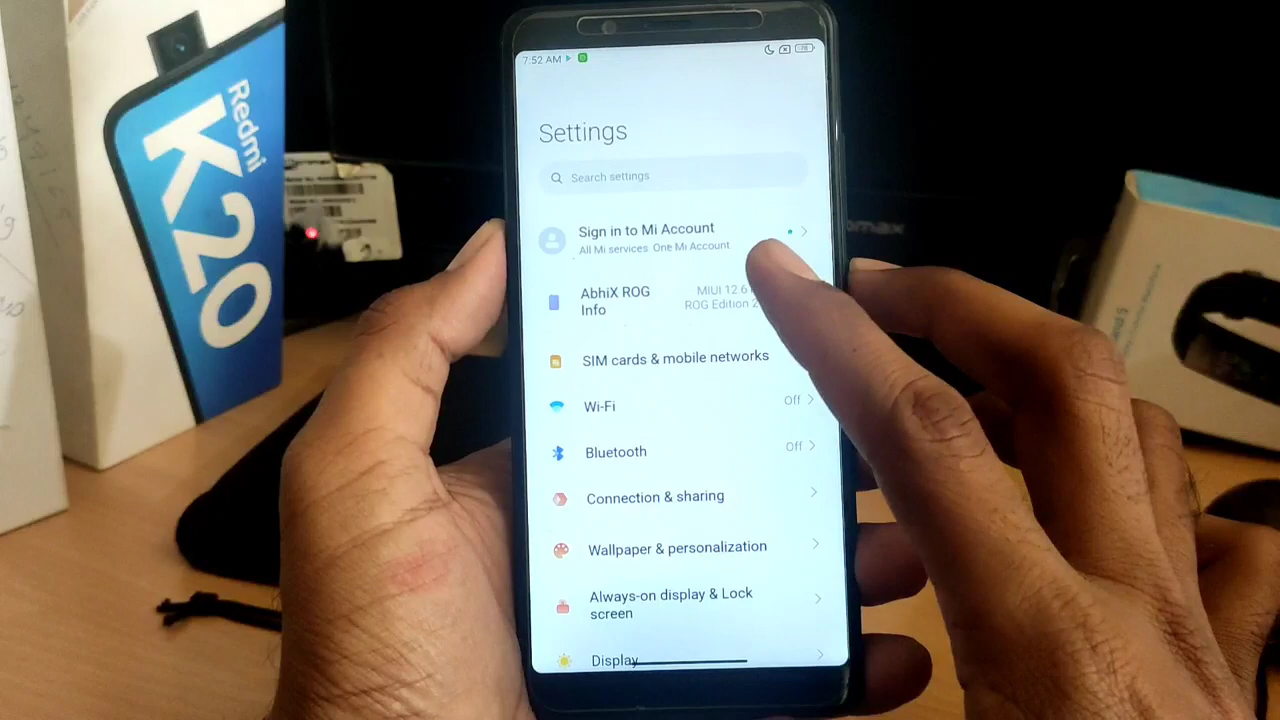 Redmi
K20
7:52 AM
78
Settings
Search settings
Sign in to Mi Account
All Mi services One Mi Account
AbhiX ROG
Info
MIUI 12.6
ROG Edition
SIM cards & mobile networks
Wi-Fi
Off
Bluetooth
Off
Connection & sharing
Wallpaper & personalization
Always-on display & Lock
screen
Display